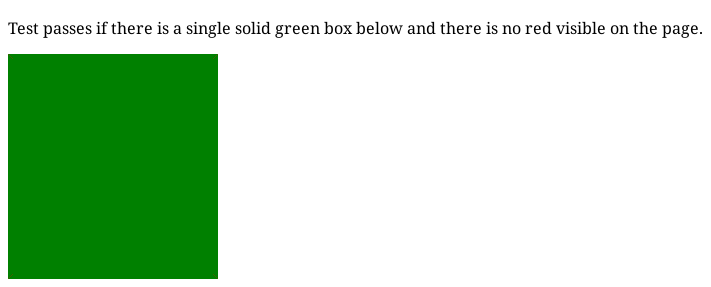 Test passes if there is a single solid green box below and there is no red visible on the page.